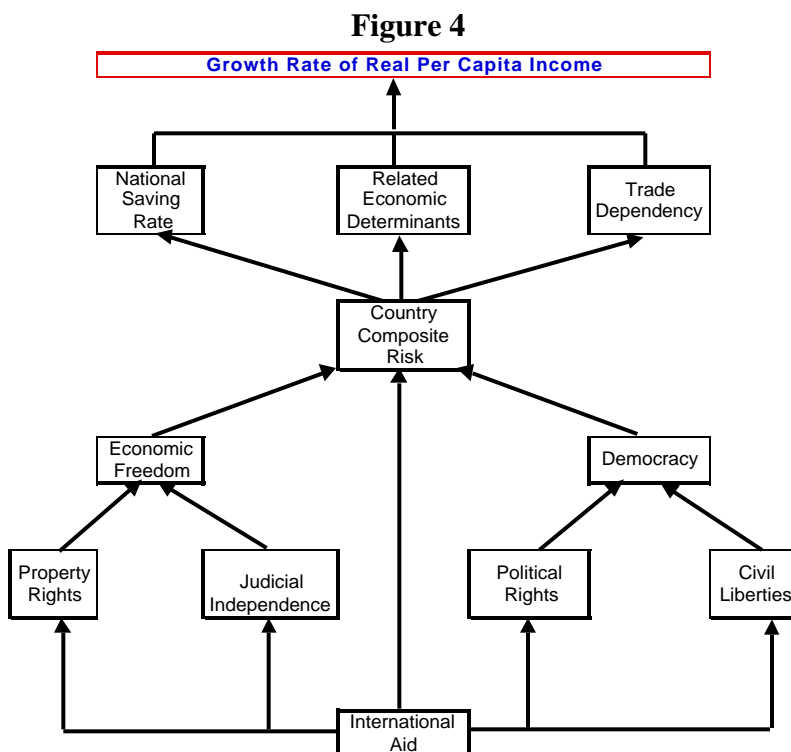 Figure 4
Growth Rate of Real Per Capita Income
National
Saving
Rate
Related
Economic
Determinants
Trade
Dependency
Country
Composite
Risk
Economic
Freedom
Democracy
Property
Rights
Judicial
Independence
Political
Rights
Civil
Liberties
International
Aid